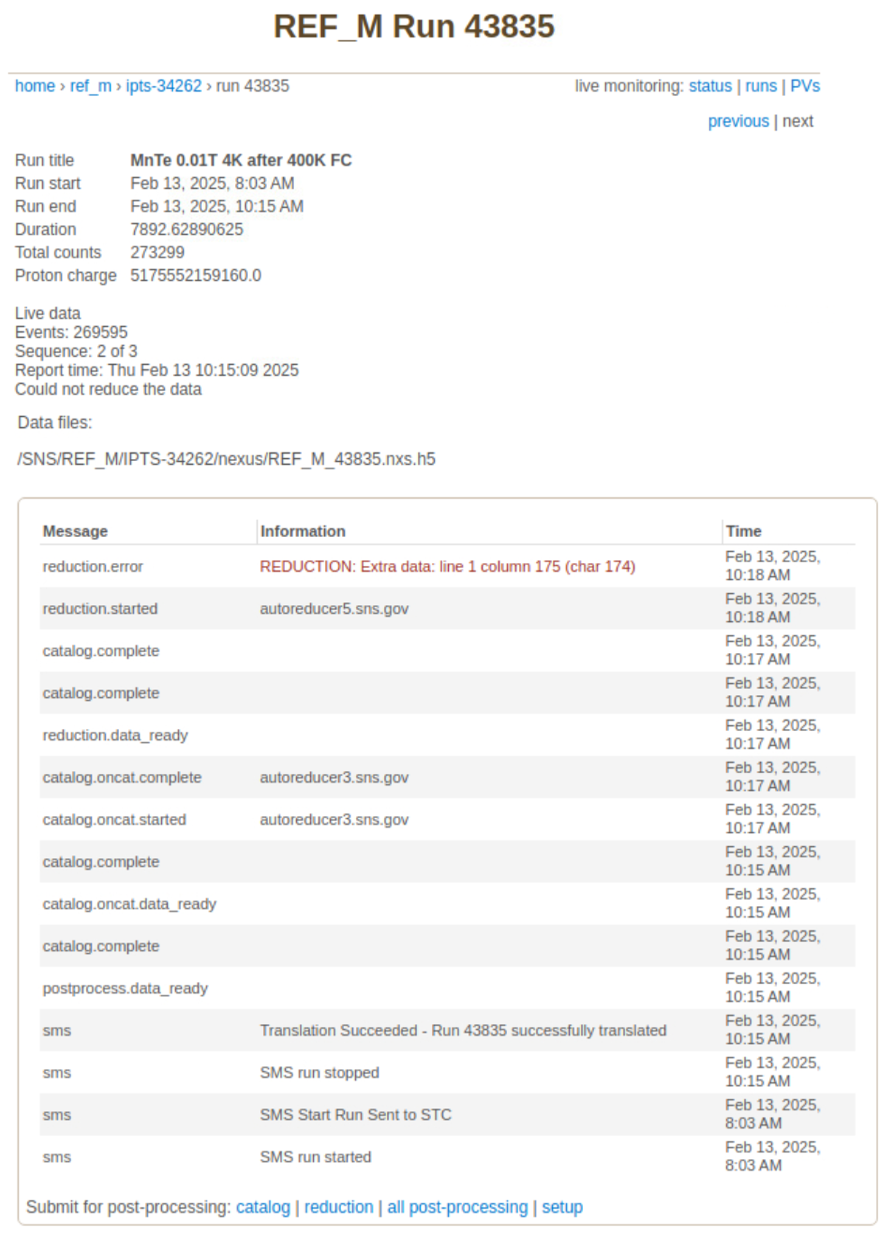 REF_M Run 43835
home › ref_m › ipts-34262 › run 43835 live monitoring: status | runs | PVs
previous | next
Run title MnTe 0.01T 4K after 400K FC
Run start Feb 13, 2025, 8:03 AM
Run end Feb 13, 2025, 10:15 AM
Duration 7892.62890625
Total counts 273299
Proton charge 5175552159160.0
Live data
Events: 269595
Sequence: 2 of 3
Report time: Thu Feb 13 10:15:09 2025
Could not reduce the data
Data files:
/SNS/REF_M/IPTS-34262/nexus/REF_M_43835.nxs.h5
Message Information Time
reduction.error REDUCTION: Extra data: line 1 column 175 (char 174) Feb 13, 2025,
10:18 AM
reduction.started autoreducer5.sns.gov Feb 13, 2025,
10:18 AM
catalog.complete Feb 13, 2025,
10:17 AM
catalog.complete Feb 13, 2025,
10:17 AM
reduction.data_ready Feb 13, 2025,
10:17 AM
catalog.oncat.complete autoreducer3.sns.gov Feb 13, 2025,
10:17 AM
catalog.oncat.started autoreducer3.sns.gov Feb 13, 2025,
10:17 AM
catalog.complete Feb 13, 2025,
10:15 AM
catalog.oncat.data_ready Feb 13, 2025,
10:15 AM
catalog.complete Feb 13, 2025,
10:15 AM
postprocess.data_ready Feb 13, 2025,
10:15 AM
sms Translation Succeeded - Run 43835 successfully translated Feb 13, 2025,
10:15 AM
sms SMS run stopped Feb 13, 2025,
10:15 AM
sms SMS Start Run Sent to STC Feb 13, 2025,
8:03 AM
sms SMS run started Feb 13, 2025,
8:03 AM
Submit for post-processing: catalog | reduction | all post-processing | setup